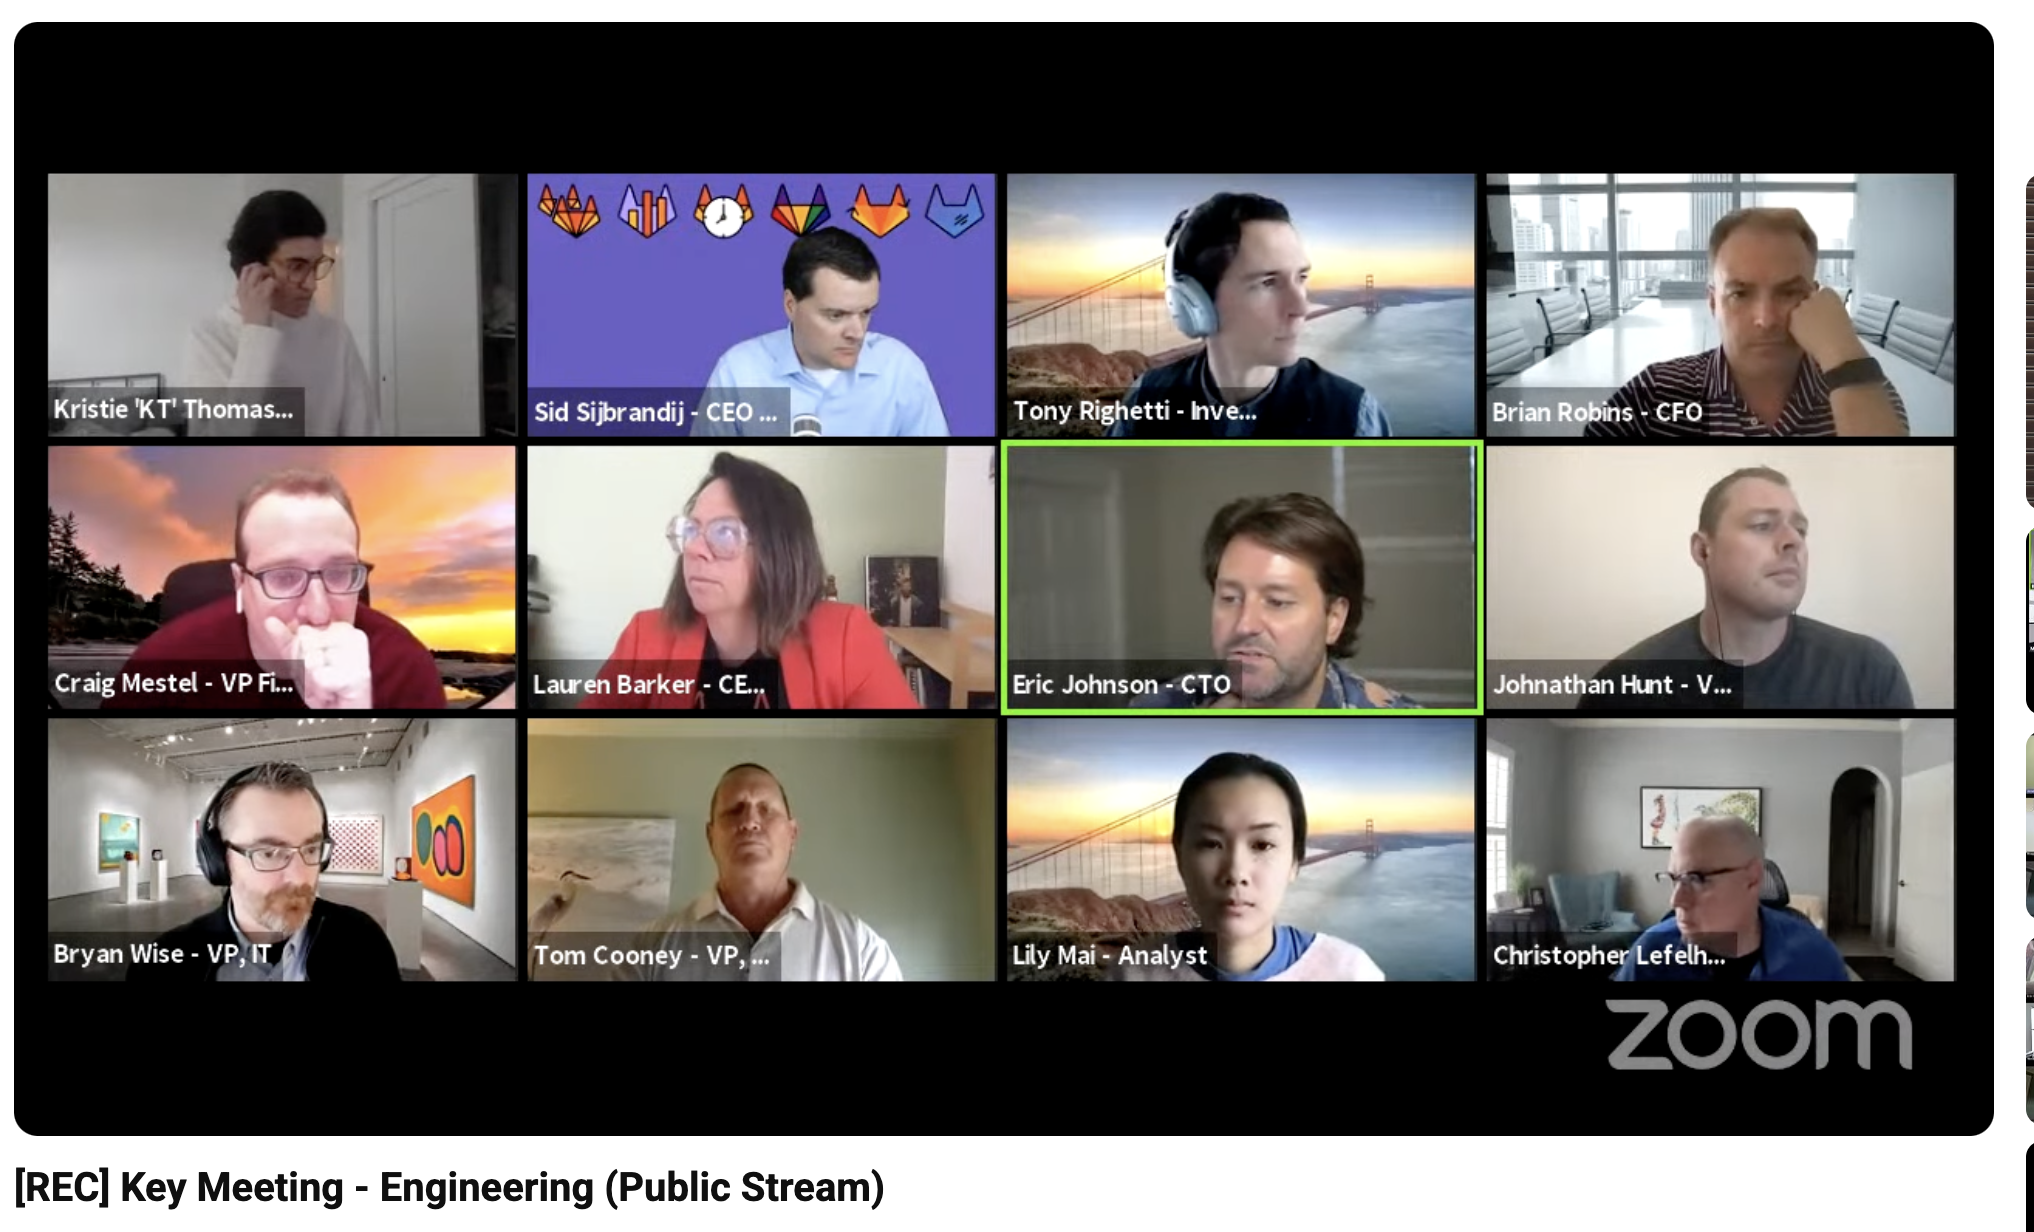 Kristie 'KT' Thomas...
Sid Sijbrandij - CEO ...
Tony Righetti - Inve...
Brian Robins - CFO
Craig Mestel - VP Fi...
Lauren Barker - CE...
Eric Johnson - CTO
Johnathan Hunt - V...
Bryan Wise - VP, IT
Tom Cooney - VP, ...
Lily Mai - Analyst
Christopher Lefelh...
zoom
[REC] Key Meeting - Engineering (Public Stream)